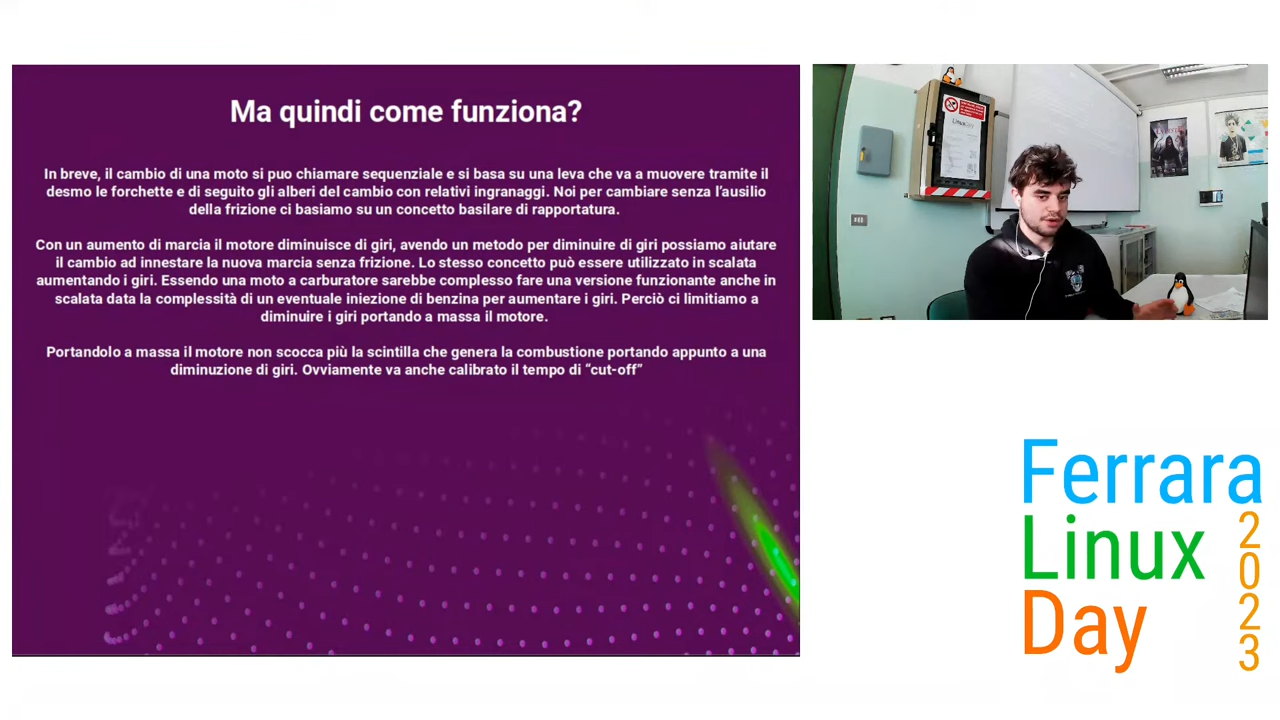 Ma quindi come funziona?
In breve, il cambio di una moto si puo chiamare sequenziale e si basa su una leva che va a muovere tramite il
desmo le forchette e di seguito gli alberi del cambio con relativi ingranaggi. Noi per cambiare senza l'ausilio
della frizione ci basiamo su un concetto basilare di rapportatura.
Con un aumento di marcia il motore diminuisce di giri, avendo un metodo per diminuire di giri possiamo aiutare
il cambio ad innestare la nuova marcia senza frizione. Lo stesso concetto può essere utilizzato in scalata
aumentando i giri. Essendo una moto a carburatore sarebbe complesso fare una versione funzionante anche in
scalata data la complessità di un eventuale iniezione di benzina per aumentare i giri. Perciò ci limitiamo a
diminuire i giri portando a massa il motore.
Portandolo a massa il motore non scocca più la scintilla che genera la combustione portando appunto a una
diminuzione di giri. Ovviamente va anche calibrato il tempo di “cut-off”
Ferrara
Linux
Day
2023